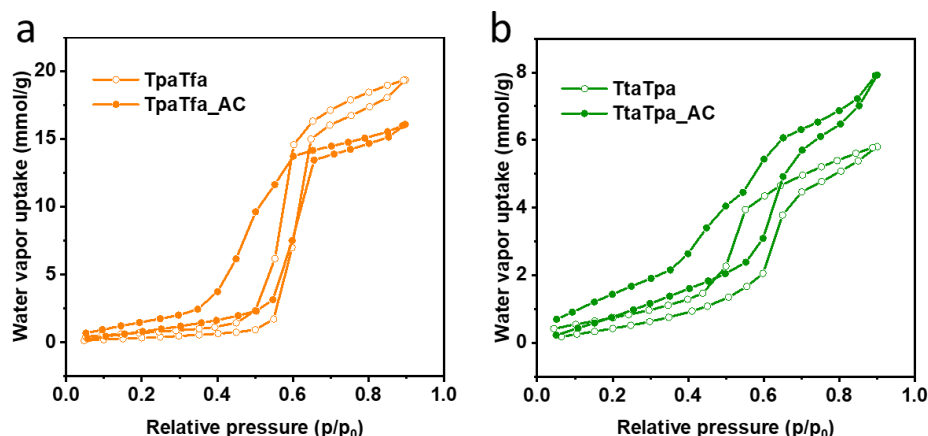 a
TpaTfa
TpaTfa_AC
Water vapor uptake (mmol/g)
20
15
10
5
0
0.0 0.2 0.4 0.6 0.8 1.0
Relative pressure (p/p₀)
b
TtaTpa
TtaTpa_AC
Water vapor uptake (mmol/g)
8
6
4
2
0
0.0 0.2 0.4 0.6 0.8 1.0
Relative pressure (p/p₀)